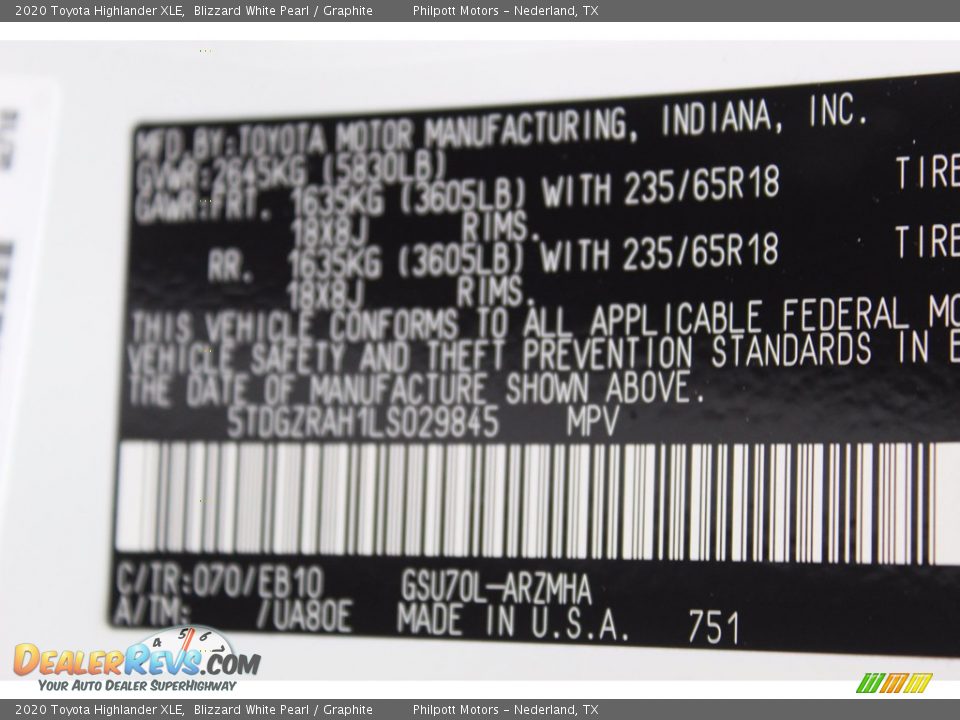 2020 Toyota Highlander XLE,  Blizzard White Pearl / Graphite          Philpott Motors - Nederland, TX
MFD BY:TOYOTA MOTOR MANUFACTURING, INDIANA, INC.
GVWR:2645KG (5830LB)
GAWR:FRT. 1635KG (3605LB) WITH 235/65R18 TIRE
18X8J RIMS.
RR. 1635KG (3605LB) WITH 235/65R18 TIRE
18X8J RIMS.
THIS VEHICLE CONFORMS TO ALL APPLICABLE FEDERAL MO
VEHICLE SAFETY AND THEFT PREVENTION STANDARDS IN E
THE DATE OF MANUFACTURE SHOWN ABOVE.
5TDGZRAH1LS029845 MPV
C/TR:070/EB10 GSU70L-ARZMHA
A/TM: /UA80E MADE IN U.S.A. 751
4 5 6
DealerRevs.com
Your Auto Dealer SuperHighway
2020 Toyota Highlander XLE,  Blizzard White Pearl / Graphite          Philpott Motors - Nederland, TX